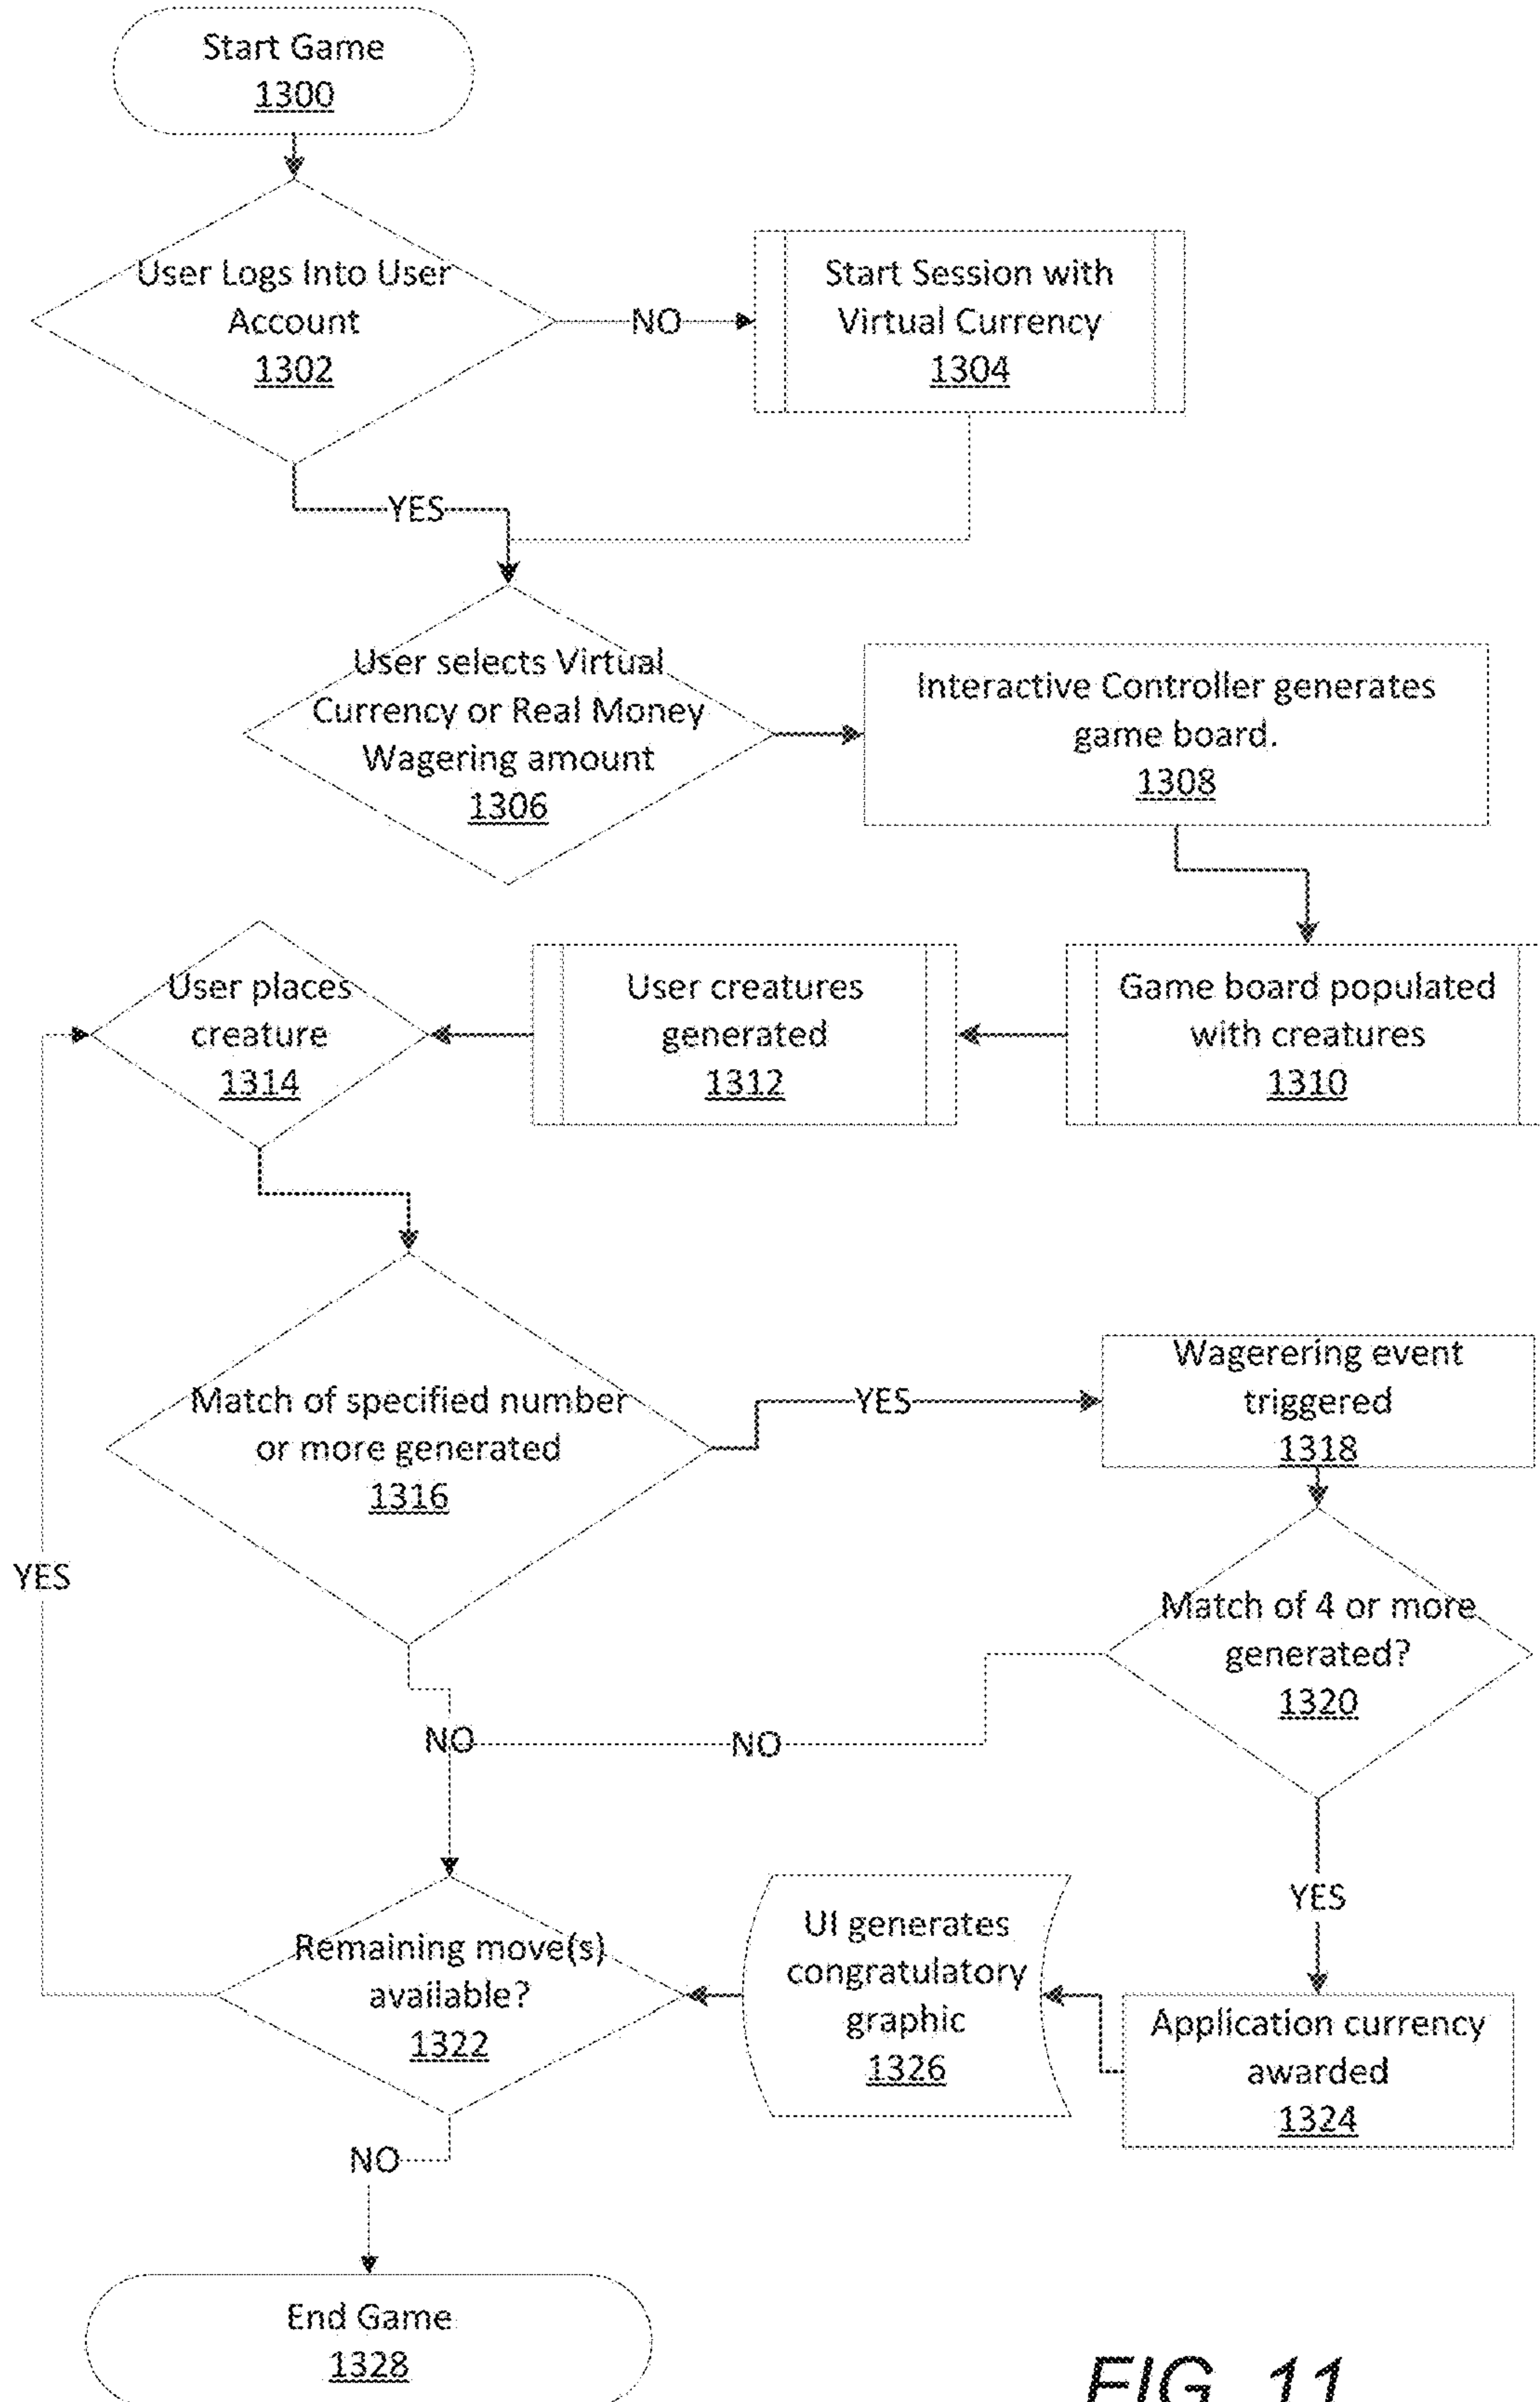 Start Game
1300
User Logs Into User
Account
1302
NO
Start Session with
Virtual Currency
1304
YES
User selects Virtual
Currency or Real Money
Wagering amount
1306
Interactive Controller generates
game board.
1308
User places
creature
1314
User creatures
generated
1312
Game board populated
with creatures
1310
Match of specified number
or more generated
1316
YES
Wagerering event
triggered
1318
YES
Match of 4 or more
generated?
1320
NO
NO
YES
Remaining move(s)
available?
1322
UI generates
congratulatory
graphic
1326
Application currency
awarded
1324
NO
End Game
1328
FIG. 11